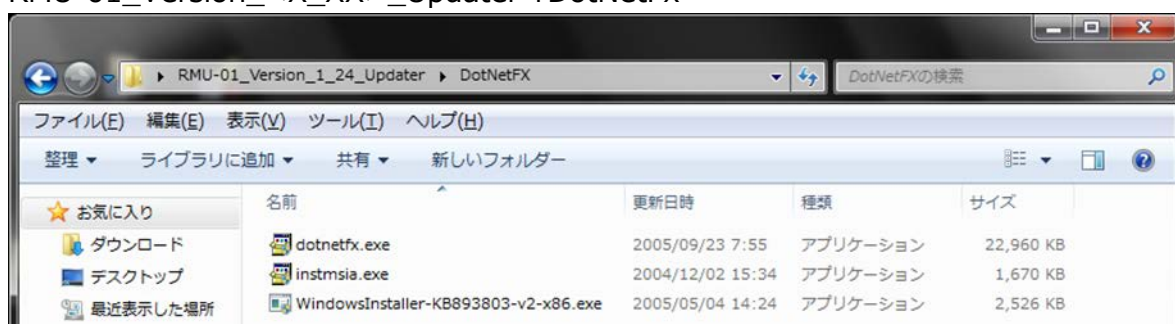 RMU-01_Version_1_24_Updater ▸ DotNetFX
DotNetFXの検索
ファイル(F) 編集(E) 表示(V) ツール(T) ヘルプ(H)
整理 ライブラリに追加 共有 新しいフォルダー
お気に入り
ダウンロード
デスクトップ
最近表示した場所
名前 更新日時 種類 サイズ
dotnetfx.exe 2005/09/23 7:55 アプリケーション 22,960 KB
instmsia.exe 2004/12/02 15:34 アプリケーション 1,670 KB
WindowsInstaller-KB893803-v2-x86.exe 2005/05/04 14:24 アプリケーション 2,526 KB